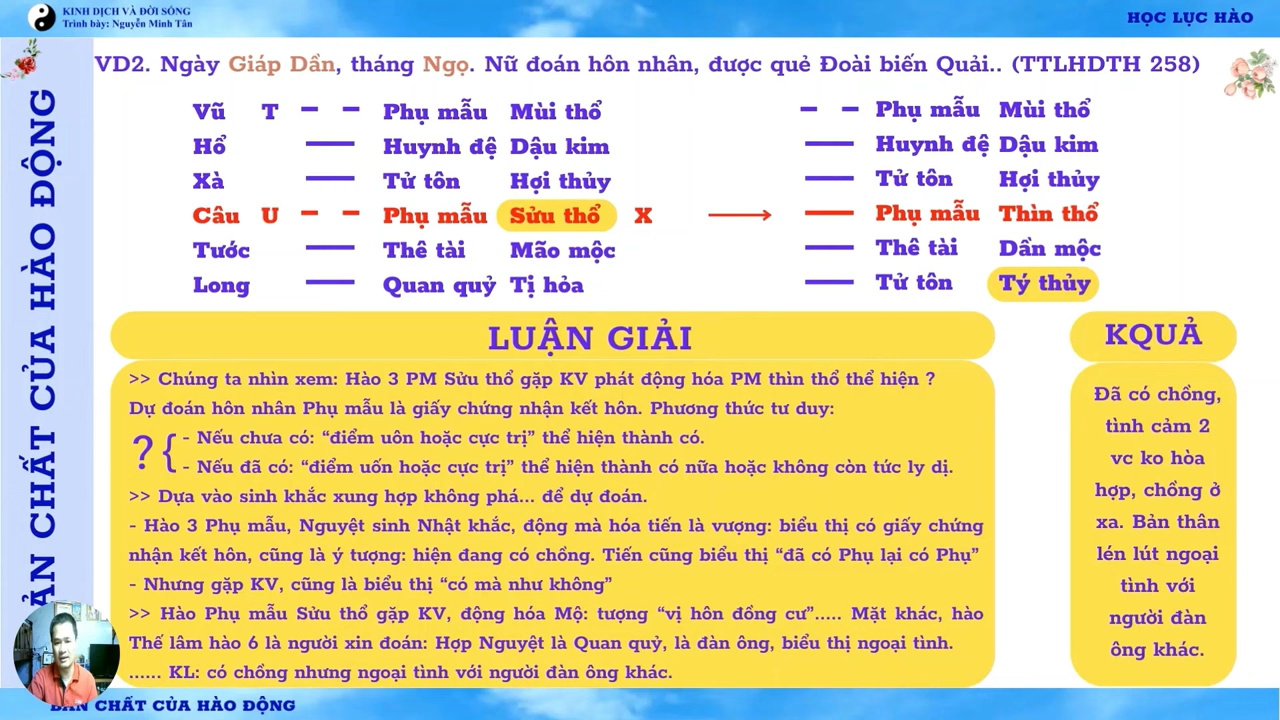 KINH DỊCH VÀ ĐỜI SỐNG
Trình bày: Nguyễn Minh Tân
HỌC LỤC HÀO
VD2. Ngày Giáp Dần, tháng Ngọ. Nữ đoán hôn nhân, được quẻ Đoài biến Quải.. (TTLHDTH 258)
Vũ T Phụ mẫu Mùi thổ Phụ mẫu Mùi thổ
Hổ Huynh đệ Dậu kim Huynh đệ Dậu kim
Xà Tử tôn Hợi thủy Tử tôn Hợi thủy
Câu U Phụ mẫu Sửu thổ X Phụ mẫu Thìn thổ
Tước Thê tài Mão mộc Thê tài Dần mộc
Long Quan quỷ Tị hỏa Tử tôn Tý thủy
LUẬN GIẢI
>> Chúng ta nhìn xem: Hào 3 PM Sửu thổ gặp KV phát động hóa PM thìn thổ thể hiện ?
Dự đoán hôn nhân Phụ mẫu là giấy chứng nhận kết hôn. Phương thức tư duy:
? { - Nếu chưa có: “điểm uôn hoặc cực trị” thể hiện thành có.
- Nếu đã có: “điểm uốn hoặc cực trị” thể hiện thành có nữa hoặc không còn tức ly dị.
>> Dựa vào sinh khắc xung hợp không phá... để dự đoán.
- Hào 3 Phụ mẫu, Nguyệt sinh Nhật khắc, động mà hóa tiến là vượng: biểu thị có giấy chứng
nhận kết hôn, cũng là ý tượng: hiện đang có chồng. Tiến cũng biểu thị “đã có Phụ lại có Phụ”
- Nhưng gặp KV, cũng là biểu thị “có mà như không”
>> Hào Phụ mẫu Sửu thổ gặp KV, động hóa Mộ: tượng “vị hôn đồng cư”..... Mặt khác, hào
Thế lâm hào 6 là người xin đoán: Hợp Nguyệt là Quan quỷ, là đàn ông, biểu thị ngoại tình.
...... KL: có chồng nhưng ngoại tình với người đàn ông khác.
KQUẢ
Đã có chồng,
tình cảm 2
vc ko hòa
hợp, chồng ở
xa. Bản thân
lén lút ngoại
tình với
người đàn
ông khác.
ẢN CHẤT CỦA HÀO ĐỘNG
BẢN CHẤT CỦA HÀO ĐỘNG